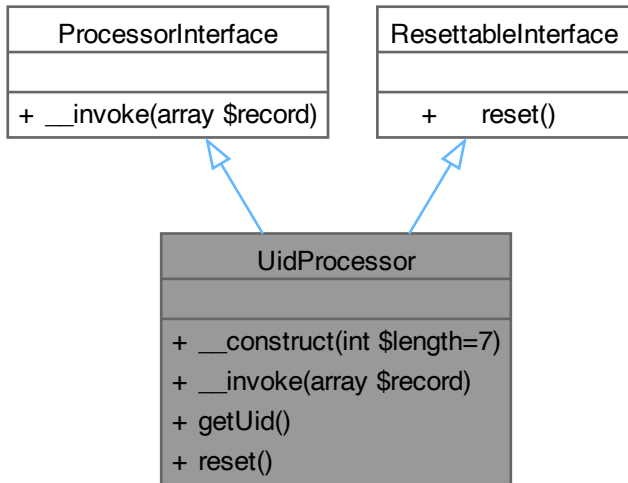 ProcessorInterface
+ __invoke(array $record)
ResettableInterface
+ reset()
UidProcessor
+ __construct(int $length=7)
+ __invoke(array $record)
+ getUid()
+ reset()